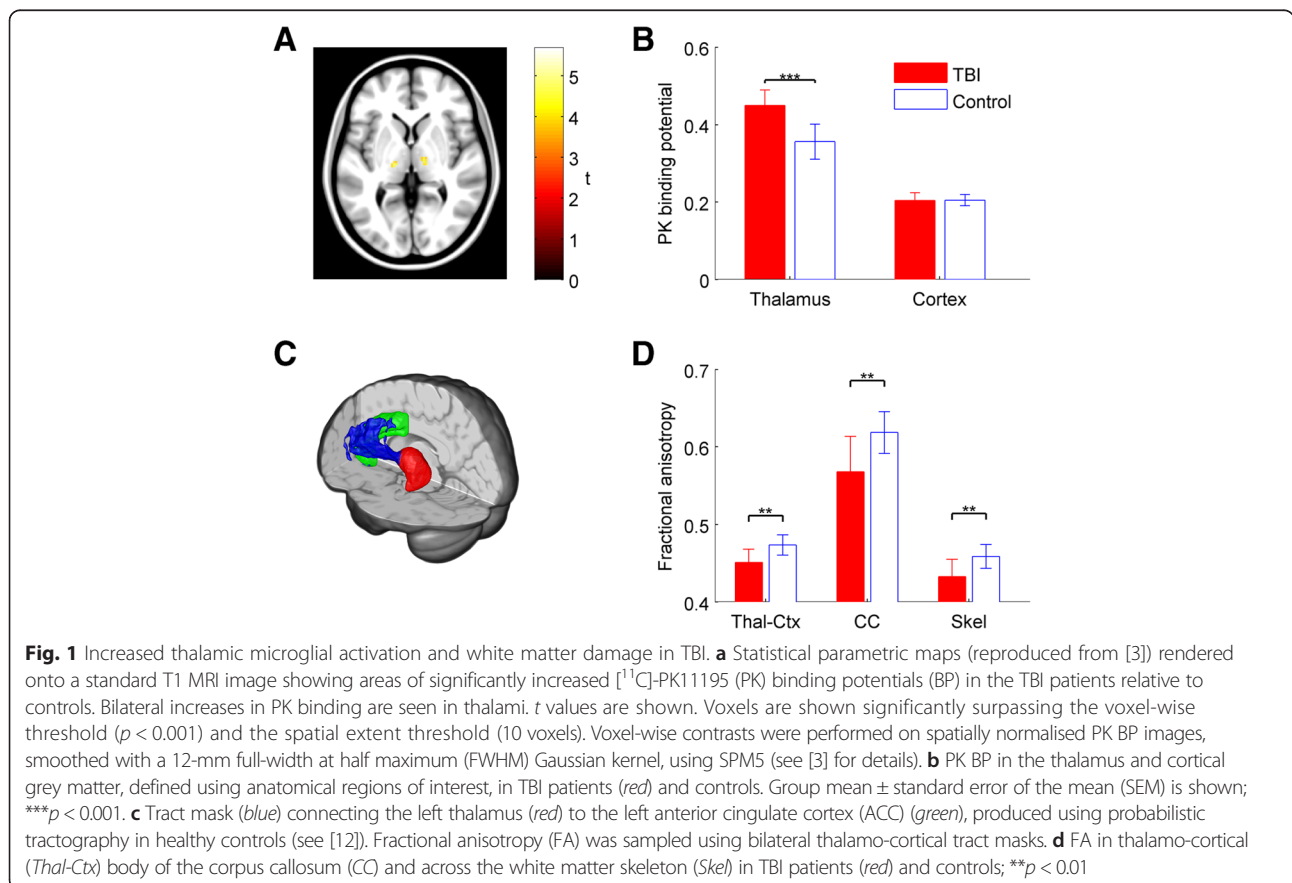 A
5
4
3
t
2
1
0
B
0.6
0.4
0.2
0
PK binding potential
***
TBI
Control
Thalamus Cortex
C
D
0.7
0.6
0.5
0.4
Fractional anisotropy
**
**
**
Thal-Ctx CC Skel
Fig. 1 Increased thalamic microglial activation and white matter damage in TBI. a Statistical parametric maps (reproduced from [3]) rendered
onto a standard T1 MRI image showing areas of significantly increased [¹¹C]-PK11195 (PK) binding potentials (BP) in the TBI patients relative to
controls. Bilateral increases in PK binding are seen in thalami. t values are shown. Voxels are shown significantly surpassing the voxel-wise
threshold (p < 0.001) and the spatial extent threshold (10 voxels). Voxel-wise contrasts were performed on spatially normalised PK BP images,
smoothed with a 12-mm full-width at half maximum (FWHM) Gaussian kernel, using SPM5 (see [3] for details). b PK BP in the thalamus and cortical
grey matter, defined using anatomical regions of interest, in TBI patients (red) and controls. Group mean ± standard error of the mean (SEM) is shown;
***p < 0.001. c Tract mask (blue) connecting the left thalamus (red) to the left anterior cingulate cortex (ACC) (green), produced using probabilistic
tractography in healthy controls (see [12]). Fractional anisotropy (FA) was sampled using bilateral thalamo-cortical tract masks. d FA in thalamo-cortical
(Thal-Ctx) body of the corpus callosum (CC) and across the white matter skeleton (Skel) in TBI patients (red) and controls; **p < 0.01